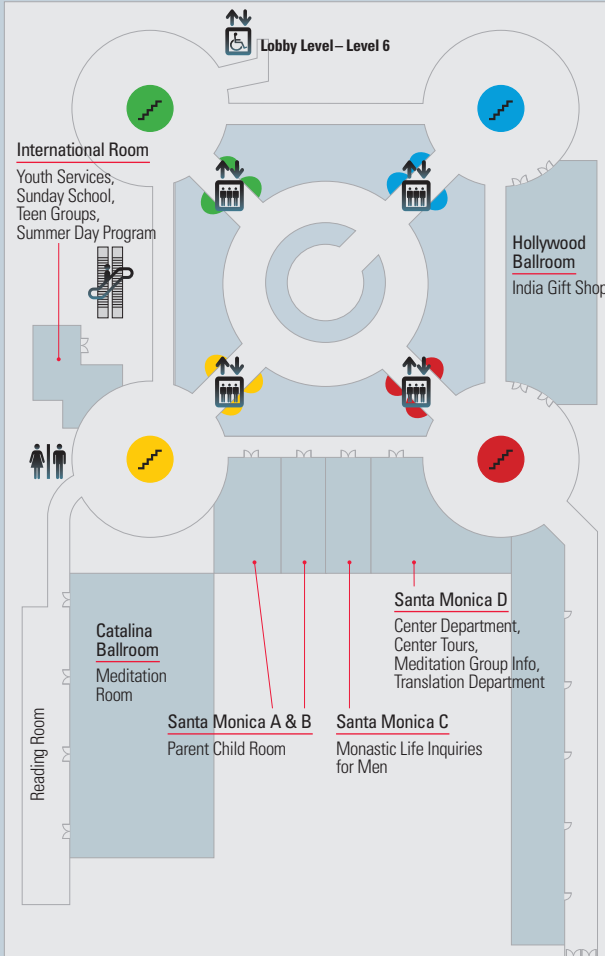 Lobby Level – Level 6
International Room
Youth Services,
Sunday School,
Teen Groups,
Summer Day Program
Hollywood
Ballroom
India Gift Shop
Catalina
Ballroom
Meditation
Room
Reading Room
Santa Monica A & B
Parent Child Room
Santa Monica C
Monastic Life Inquiries
for Men
Santa Monica D
Center Department,
Center Tours,
Meditation Group Info,
Translation Department